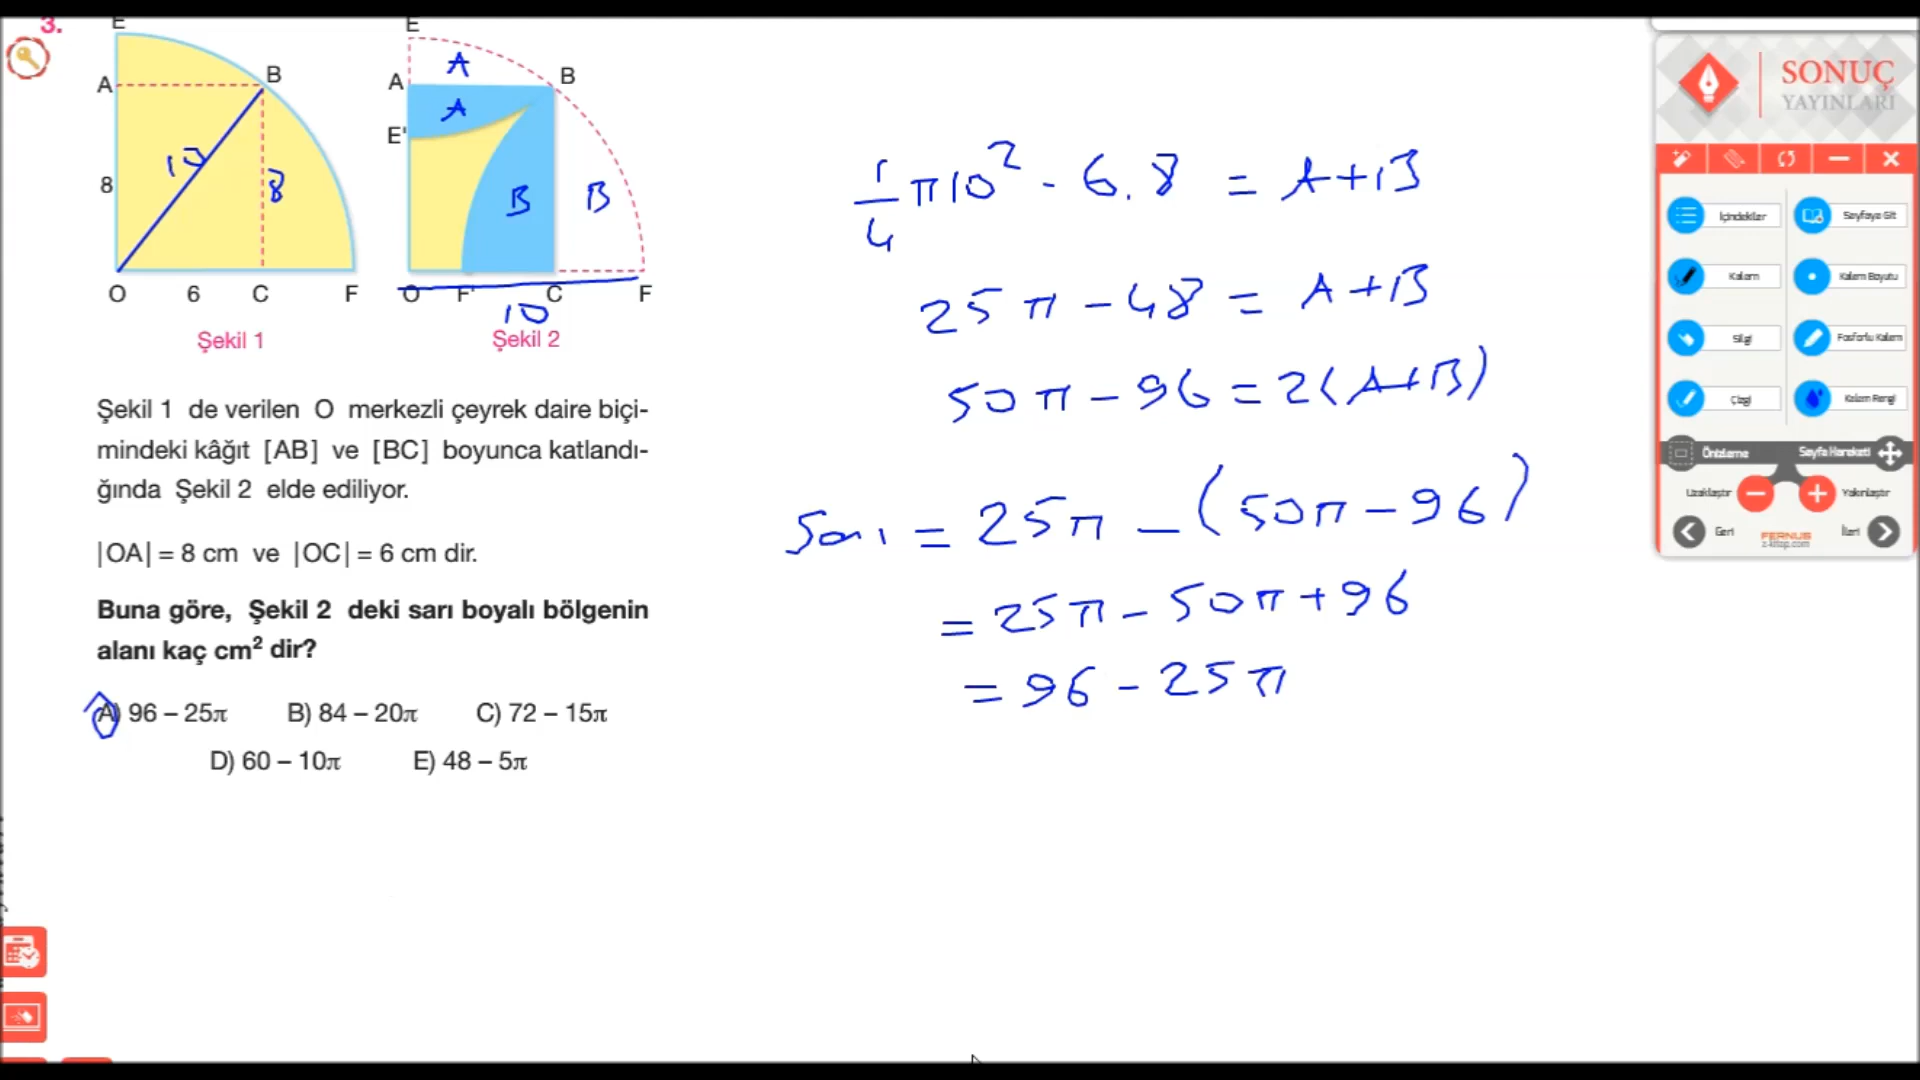 3.
E
A
B
10
8
8
O 6 C F
Şekil 1
E
A
A
B
A
E'
B
B
O F' C F
10
Şekil 2
Şekil 1 de verilen O merkezli çeyrek daire biçi-
mindeki kâğıt [AB] ve [BC] boyunca katlandı-
ğında Şekil 2 elde ediliyor.
|OA| = 8 cm ve |OC| = 6 cm dir.
Buna göre, Şekil 2 deki sarı boyalı bölgenin
alanı kaç cm² dir?
A) 96 – 25π B) 84 – 20π C) 72 – 15π
D) 60 – 10π E) 48 – 5π
1/4 π10² - 6.8 = A+B
25π - 48 = A+B
50π - 96 = 2(A+B)
Sarı = 25π - (50π - 96)
= 25π - 50π + 96
= 96 - 25π
SONUÇ
YAYINLARI
İçindekiler Sayfaya Git
Kalem Kalem Boyutu
Silgi Fosforlu Kalem
Çizgi Kalem Rengi
Önizleme Sayfa Hareketi
Uzaklaştır Yakınlaştır
Geri FERNUS İleri
z-kitap.com